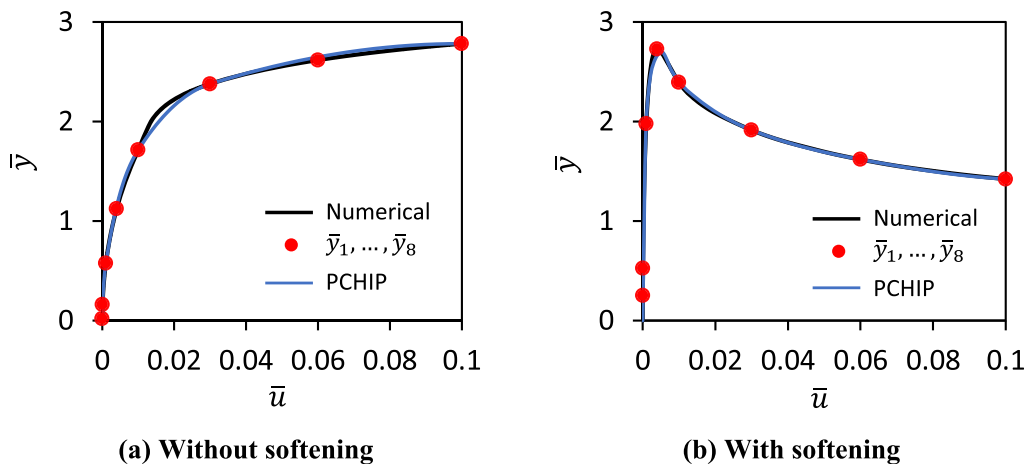 3
2
1
0
ȳ
0 0.02 0.04 0.06 0.08 0.1
ū
Numerical
ȳ₁, … , ȳ₈
PCHIP
(a) Without softening
3
2
1
0
ȳ
0 0.02 0.04 0.06 0.08 0.1
ū
Numerical
ȳ₁, … , ȳ₈
PCHIP
(b) With softening